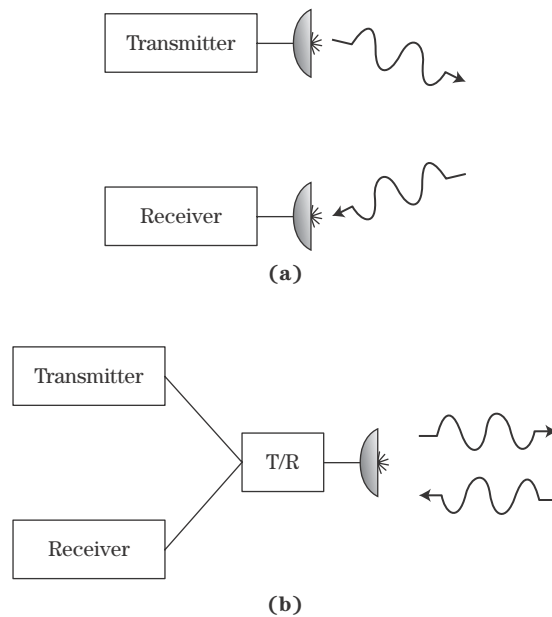 Transmitter
Receiver
(a)
Transmitter
T/R
Receiver
(b)